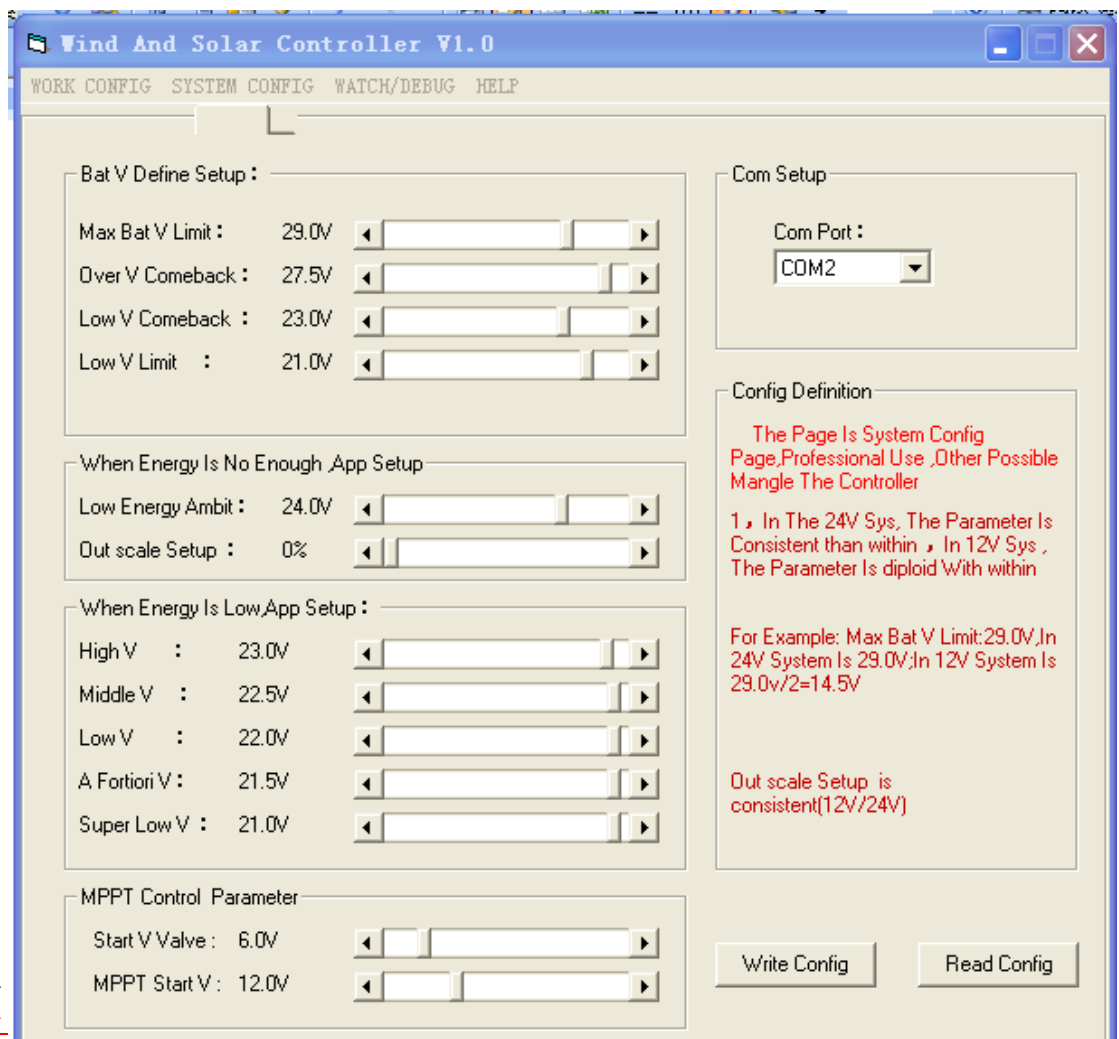 Wind And Solar Controller V1.0
WORK CONFIG SYSTEM CONFIG WATCH/DEBUG HELP
Bat V Define Setup：
Max Bat V Limit： 29.0V
Over V Comeback： 27.5V
Low V Comeback ： 23.0V
Low V Limit ： 21.0V
When Energy Is No Enough ,App Setup
Low Energy Ambit： 24.0V
Out scale Setup ： 0%
When Energy Is Low,App Setup：
High V ： 23.0V
Middle V ： 22.5V
Low V ： 22.0V
A Fortiori V： 21.5V
Super Low V ： 21.0V
MPPT Control Parameter
Start V Valve : 6.0V
MPPT Start V : 12.0V
Com Setup
Com Port：
COM2
Config Definition
The Page Is System Config
Page,Professional Use ,Other Possible
Mangle The Controller
1，In The 24V Sys, The Parameter Is
Consistent than within ，In 12V Sys ,
The Parameter Is diploid With within
For Example: Max Bat V Limit:29.0V,In
24V System Is 29.0V;In 12V System Is
29.0v/2=14.5V
Out scale Setup is
consistent(12V/24V)
Write Config Read Config